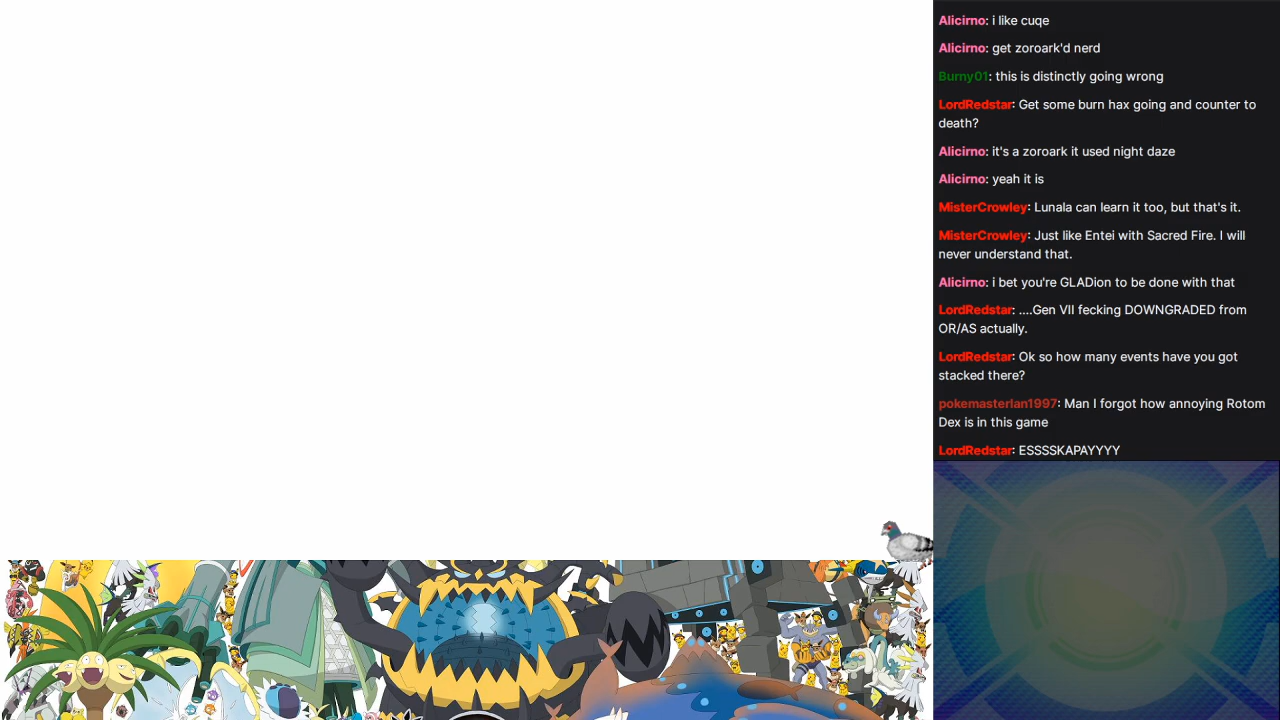 Alicirno: i like cuqe
Alicirno: get zoroark'd nerd
Burny01: this is distinctly going wrong
LordRedstar: Get some burn hax going and counter to
death?
Alicirno: it's a zoroark it used night daze
Alicirno: yeah it is
MisterCrowley: Lunala can learn it too, but that's it.
MisterCrowley: Just like Entei with Sacred Fire. I will
never understand that.
Alicirno: i bet you're GLADion to be done with that
LordRedstar: ....Gen VII fecking DOWNGRADED from
OR/AS actually.
LordRedstar: Ok so how many events have you got
stacked there?
pokemasterIan1997: Man I forgot how annoying Rotom
Dex is in this game
LordRedstar: ESSSSKAPAYYYY